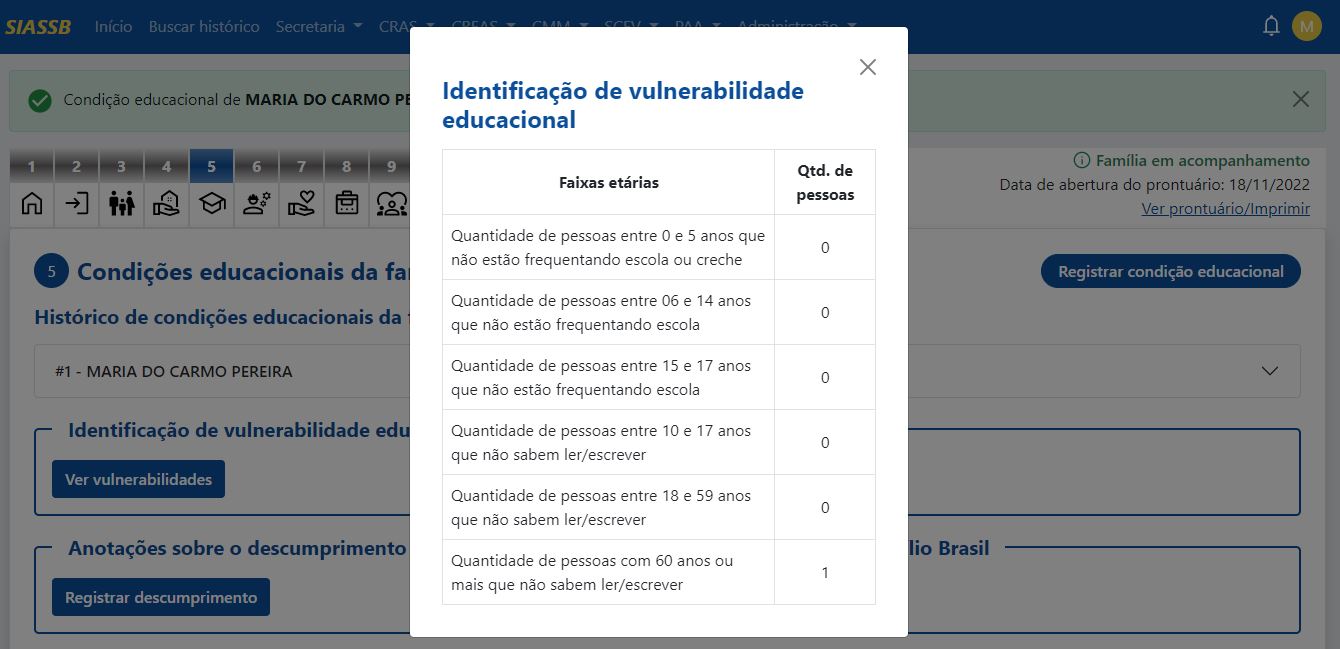 SIASSB Início Buscar histórico Secretaria CRAS CREAS CMM SCFV PAA Administração M
Condição educacional de MARIA DO CARMO PE
1 2 3 4 5 6 7 8 9
Família em acompanhamento
Data de abertura do prontuário: 18/11/2022
Ver prontuário/Imprimir
5 Condições educacionais da fa
Registrar condição educacional
Histórico de condições educacionais da
#1 - MARIA DO CARMO PEREIRA
Identificação de vulnerabilidade edu
Ver vulnerabilidades
Anotações sobre o descumprimento
lio Brasil
Registrar descumprimento
Identificação de vulnerabilidade
educacional
Faixas etárias
Qtd. de
pessoas
Quantidade de pessoas entre 0 e 5 anos que
não estão frequentando escola ou creche
0
Quantidade de pessoas entre 06 e 14 anos
que não estão frequentando escola
0
Quantidade de pessoas entre 15 e 17 anos
que não estão frequentando escola
0
Quantidade de pessoas entre 10 e 17 anos
que não sabem ler/escrever
0
Quantidade de pessoas entre 18 e 59 anos
que não sabem ler/escrever
0
Quantidade de pessoas com 60 anos ou
mais que não sabem ler/escrever
1